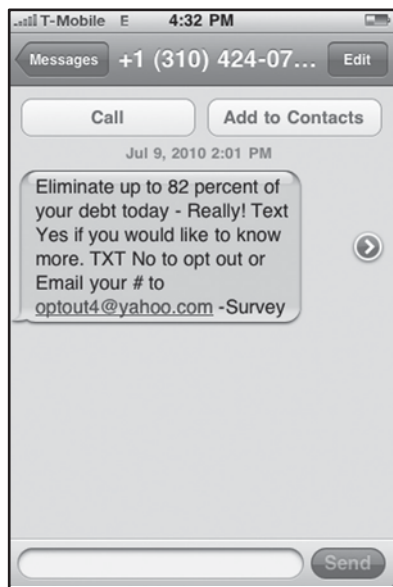 T-Mobile E 4:32 PM
Messages +1 (310) 424-07... Edit
Call Add to Contacts
Jul 9, 2010 2:01 PM
Eliminate up to 82 percent of
your debt today - Really! Text
Yes if you would like to know
more. TXT No to opt out or
Email your # to
optout4@yahoo.com -Survey
Send